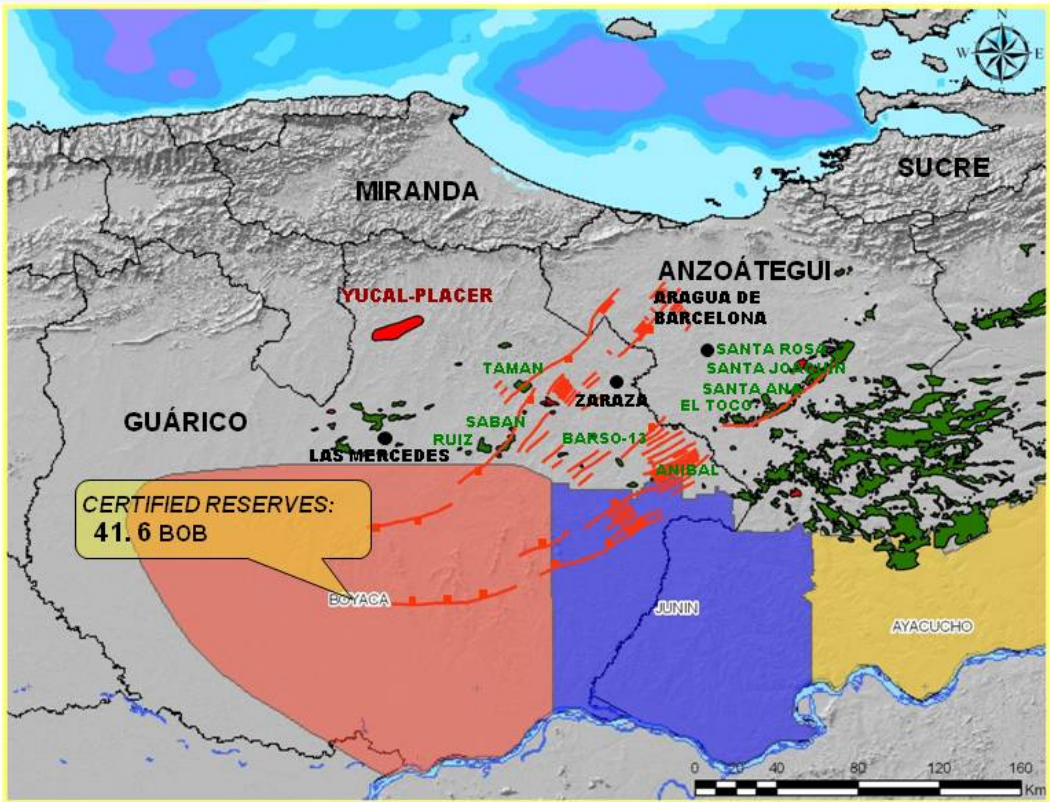 N
W E
S
SUCRE
MIRANDA
ANZOÁTEGUI
YUCAL-PLACER
ARAGUA DE
BARCELONA
SANTA ROSA
TAMAN
SANTA JOAQUIN
ZARAZA
SANTA ANA
EL TOCO
GUÁRICO
SABAN
RUIZ
BARSO-13
LAS MERCEDES
ANIBAL
CERTIFIED RESERVES:
41. 6 BOB
BOYACA
JUNIN
AYACUCHO
0 20 40 80 120 160
Km